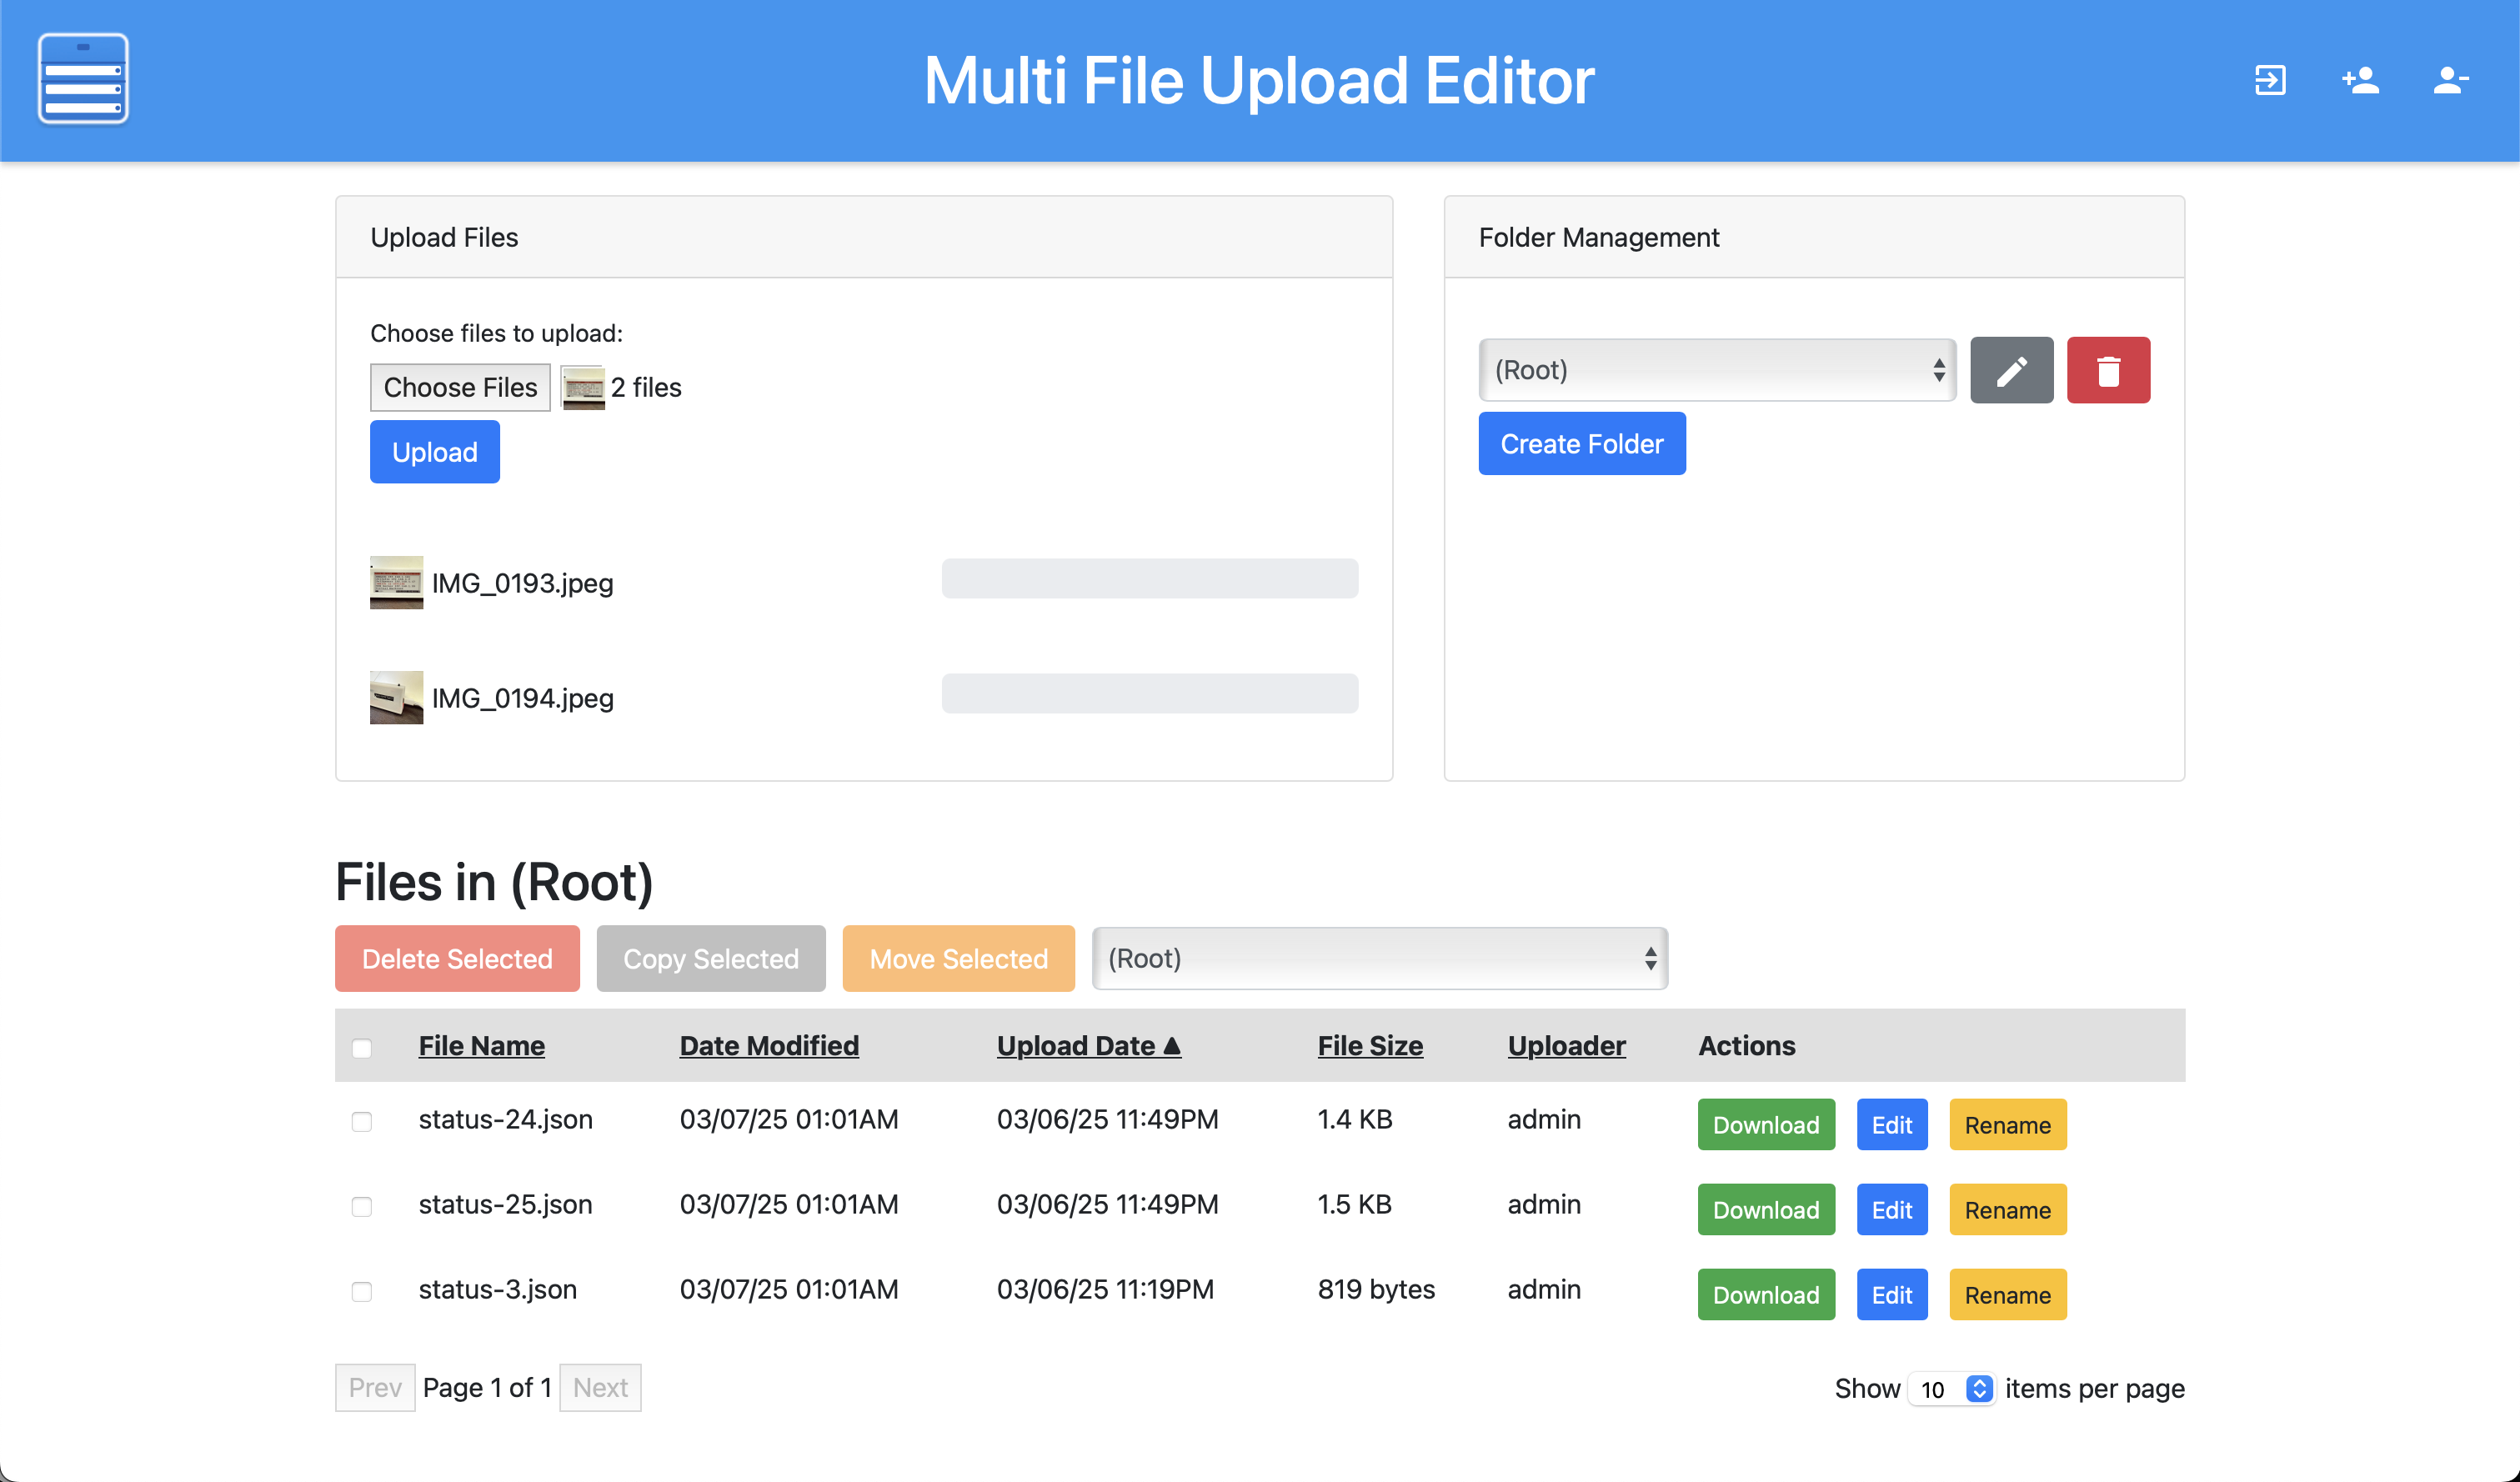 Multi File Upload Editor
Upload Files
Folder Management
Choose files to upload:
Choose Files 2 files
Upload
(Root)
Create Folder
IMG_0193.jpeg
IMG_0194.jpeg
Files in (Root)
Delete Selected Copy Selected Move Selected (Root)
File Name Date Modified Upload Date ▲ File Size Uploader Actions
status-24.json 03/07/25 01:01AM 03/06/25 11:49PM 1.4 KB admin Download Edit Rename
status-25.json 03/07/25 01:01AM 03/06/25 11:49PM 1.5 KB admin Download Edit Rename
status-3.json 03/07/25 01:01AM 03/06/25 11:19PM 819 bytes admin Download Edit Rename
Prev Page 1 of 1 Next Show 10 items per page